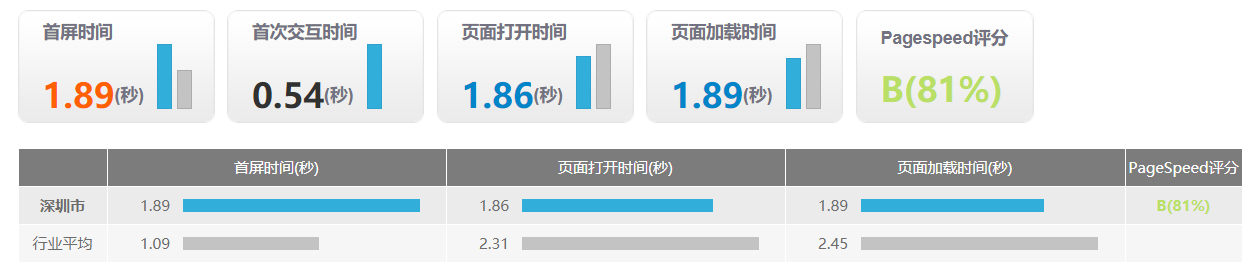 首屏时间
1.89(秒)
首次交互时间
0.54(秒)
页面打开时间
1.86(秒)
页面加载时间
1.89(秒)
Pagespeed评分
B(81%)
首屏时间(秒) 页面打开时间(秒) 页面加载时间(秒) PageSpeed评分
深圳市 1.89 1.86 1.89 B(81%)
行业平均 1.09 2.31 2.45